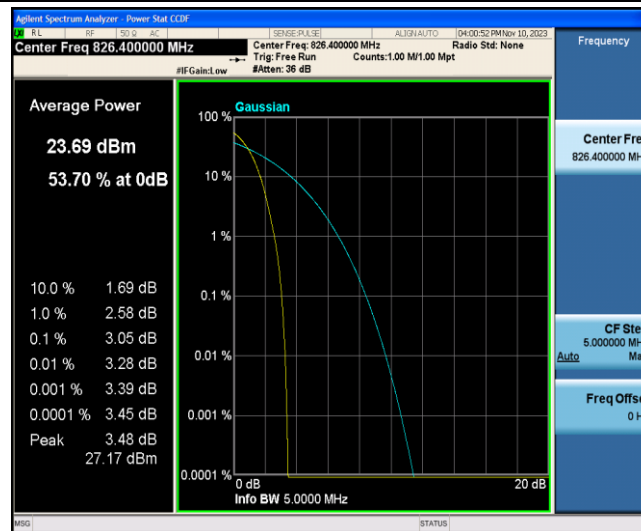 Agilent Spectrum Analyzer - Power Stat CCDF
RL RF 50 Ω AC SENSE:PULSE ALIGN AUTO 04:00:52 PM Nov 10, 2023
Center Freq 826.400000 MHz
Center Freq: 826.400000 MHz Radio Std: None
Trig: Free Run Counts:1.00 M/1.00 Mpt
#IFGain:Low #Atten: 36 dB
Frequency
Average Power
23.69 dBm
53.70 % at 0dB
10.0 % 1.69 dB
1.0 % 2.58 dB
0.1 % 3.05 dB
0.01 % 3.28 dB
0.001 % 3.39 dB
0.0001 % 3.45 dB
Peak 3.48 dB
27.17 dBm
Gaussian
100 %
10 %
1 %
0.1 %
0.01 %
0.001 %
0.0001 %
0 dB 20 dB
Info BW 5.0000 MHz
Center Fre
826.400000 MH
CF Ste
5.000000 MH
Auto Ma
Freq Offse
0 H
MSG STATUS